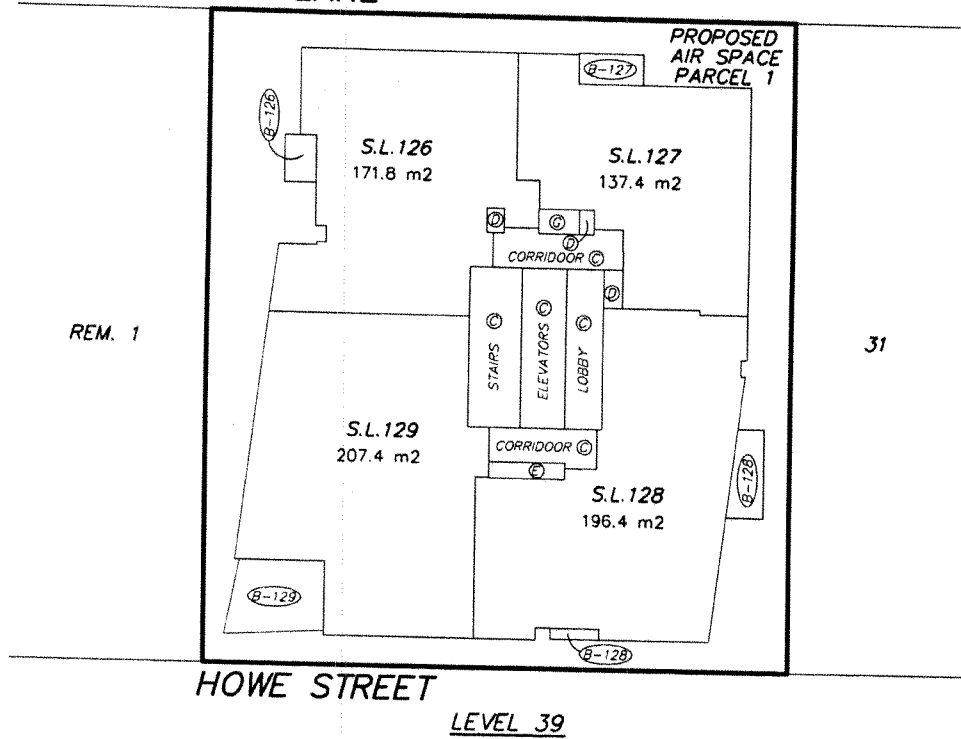 PROPOSED
AIR SPACE
PARCEL 1
B-127
B-126
S.L.126
171.8 m2
S.L.127
137.4 m2
D
G
D
CORRIDOOR C
D
REM. 1
31
STAIRS C
ELEVATORS C
LOBBY C
S.L.129
207.4 m2
CORRIDOOR C
E
S.L.128
196.4 m2
B-128
B-129
B-128
HOWE STREET
LEVEL 39